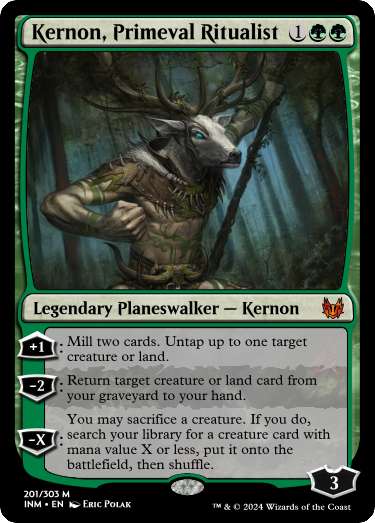 Kernon, Primeval Ritualist 1
Legendary Planeswalker — Kernon
+1: Mill two cards. Untap up to one target
creature or land.
−2: Return target creature or land card from
your graveyard to your hand.
You may sacrifice a creature. If you do,
−X: search your library for a creature card with
mana value X or less, put it onto the
battlefield, then shuffle.
3
201/303 M
INM • EN Eric Polak ™ & © 2024 Wizards of the Coast